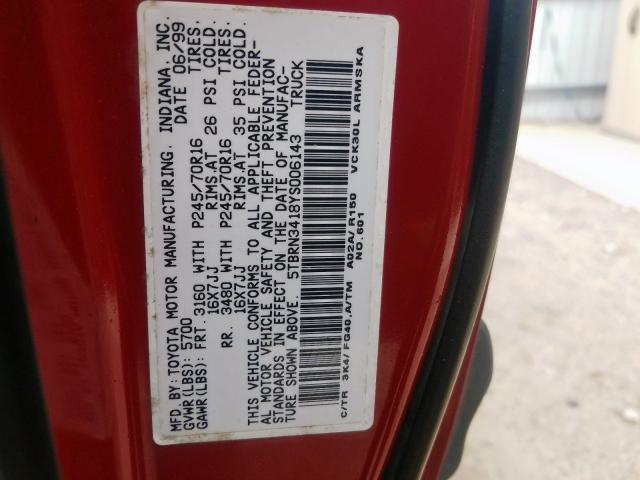 MFD. BY: TOYOTA MOTOR MANUFACTURING, INDIANA, INC.
GVWR(LBS): 5700 DATE 06/99
GAWR(LBS): FRT. 3160 WITH P245/70R16 TIRES,
16X7JJ RIMS,AT 26 PSI COLD.
RR. 3480 WITH P245/70R16 TIRES,
16X7JJ RIMS,AT 35 PSI COLD.
THIS VEHICLE CONFORMS TO ALL APPLICABLE FEDER-
AL MOTOR VEHICLE SAFETY AND THEFT PREVENTION
STANDARDS IN EFFECT ON THE DATE OF MANUFAC-
TURE SHOWN ABOVE. 5TBRN3418YS006143 TRUCK
C/TR 3K4/ FG40,A/TM A02A/ R150 VCK30L ARMSKA
NO.601